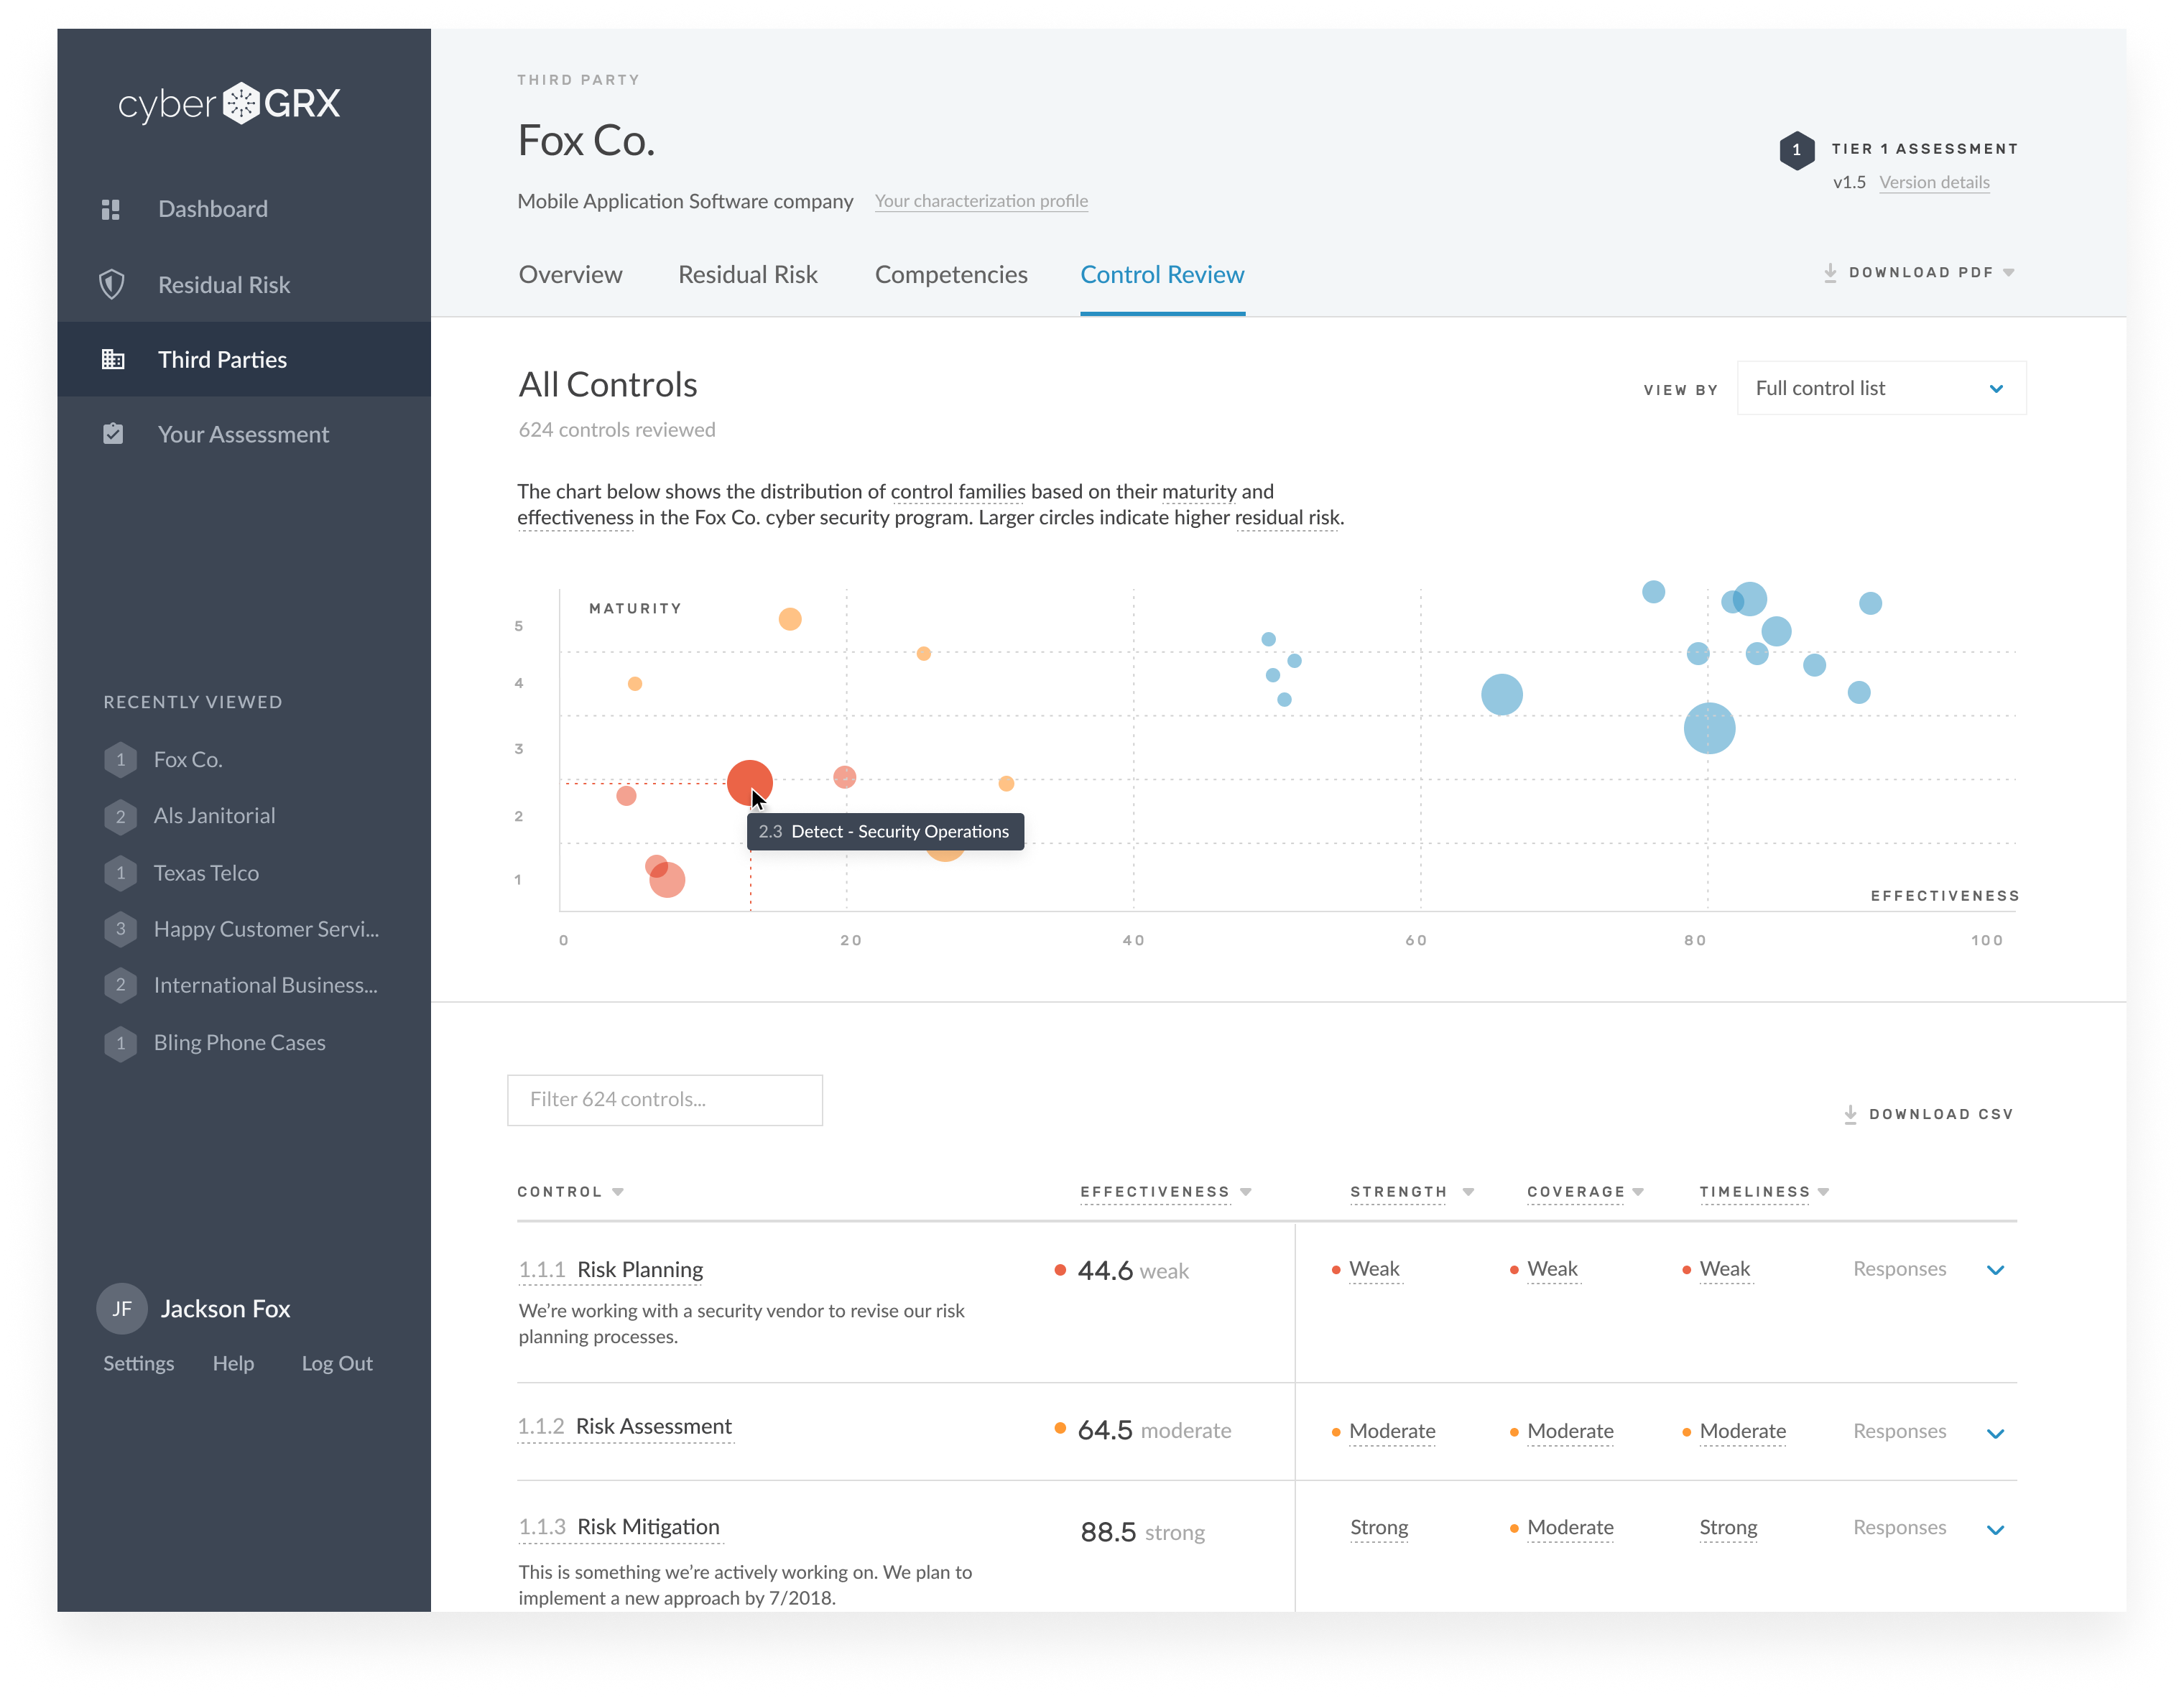 cyber GRX
Dashboard
Residual Risk
Third Parties
Your Assessment
RECENTLY VIEWED
1 Fox Co.
2 Als Janitorial
1 Texas Telco
3 Happy Customer Servi...
2 International Business...
1 Bling Phone Cases
JF Jackson Fox
Settings Help Log Out
THIRD PARTY
Fox Co.
Mobile Application Software company Your characterization profile
1 TIER 1 ASSESSMENT
v1.5 Version details
Overview Residual Risk Competencies Control Review
DOWNLOAD PDF
All Controls
624 controls reviewed
VIEW BY Full control list
The chart below shows the distribution of control families based on their maturity and
effectiveness in the Fox Co. cyber security program. Larger circles indicate higher residual risk.
MATURITY
5
4
3
2
1
2.3 Detect - Security Operations
EFFECTIVENESS
0 20 40 60 80 100
Filter 624 controls...
DOWNLOAD CSV
CONTROL EFFECTIVENESS STRENGTH COVERAGE TIMELINESS
1.1.1 Risk Planning 44.6 weak Weak Weak Weak Responses
We’re working with a security vendor to revise our risk
planning processes.
1.1.2 Risk Assessment 64.5 moderate Moderate Moderate Moderate Responses
1.1.3 Risk Mitigation 88.5 strong Strong Moderate Strong Responses
This is something we’re actively working on. We plan to
implement a new approach by 7/2018.